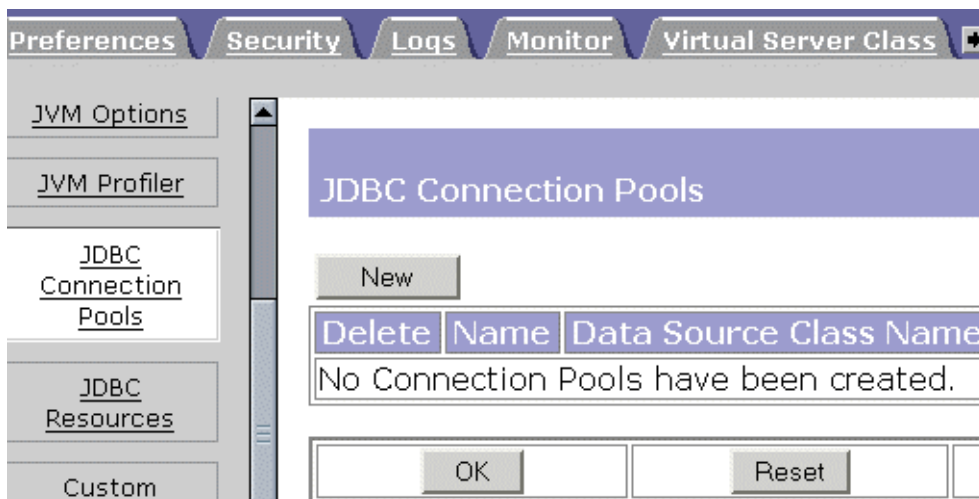 Preferences Security Logs Monitor Virtual Server Class
JVM Options
JVM Profiler
JDBC
Connection
Pools
JDBC
Resources
Custom
JDBC Connection Pools
New
Delete Name Data Source Class Name
No Connection Pools have been created.
OK Reset